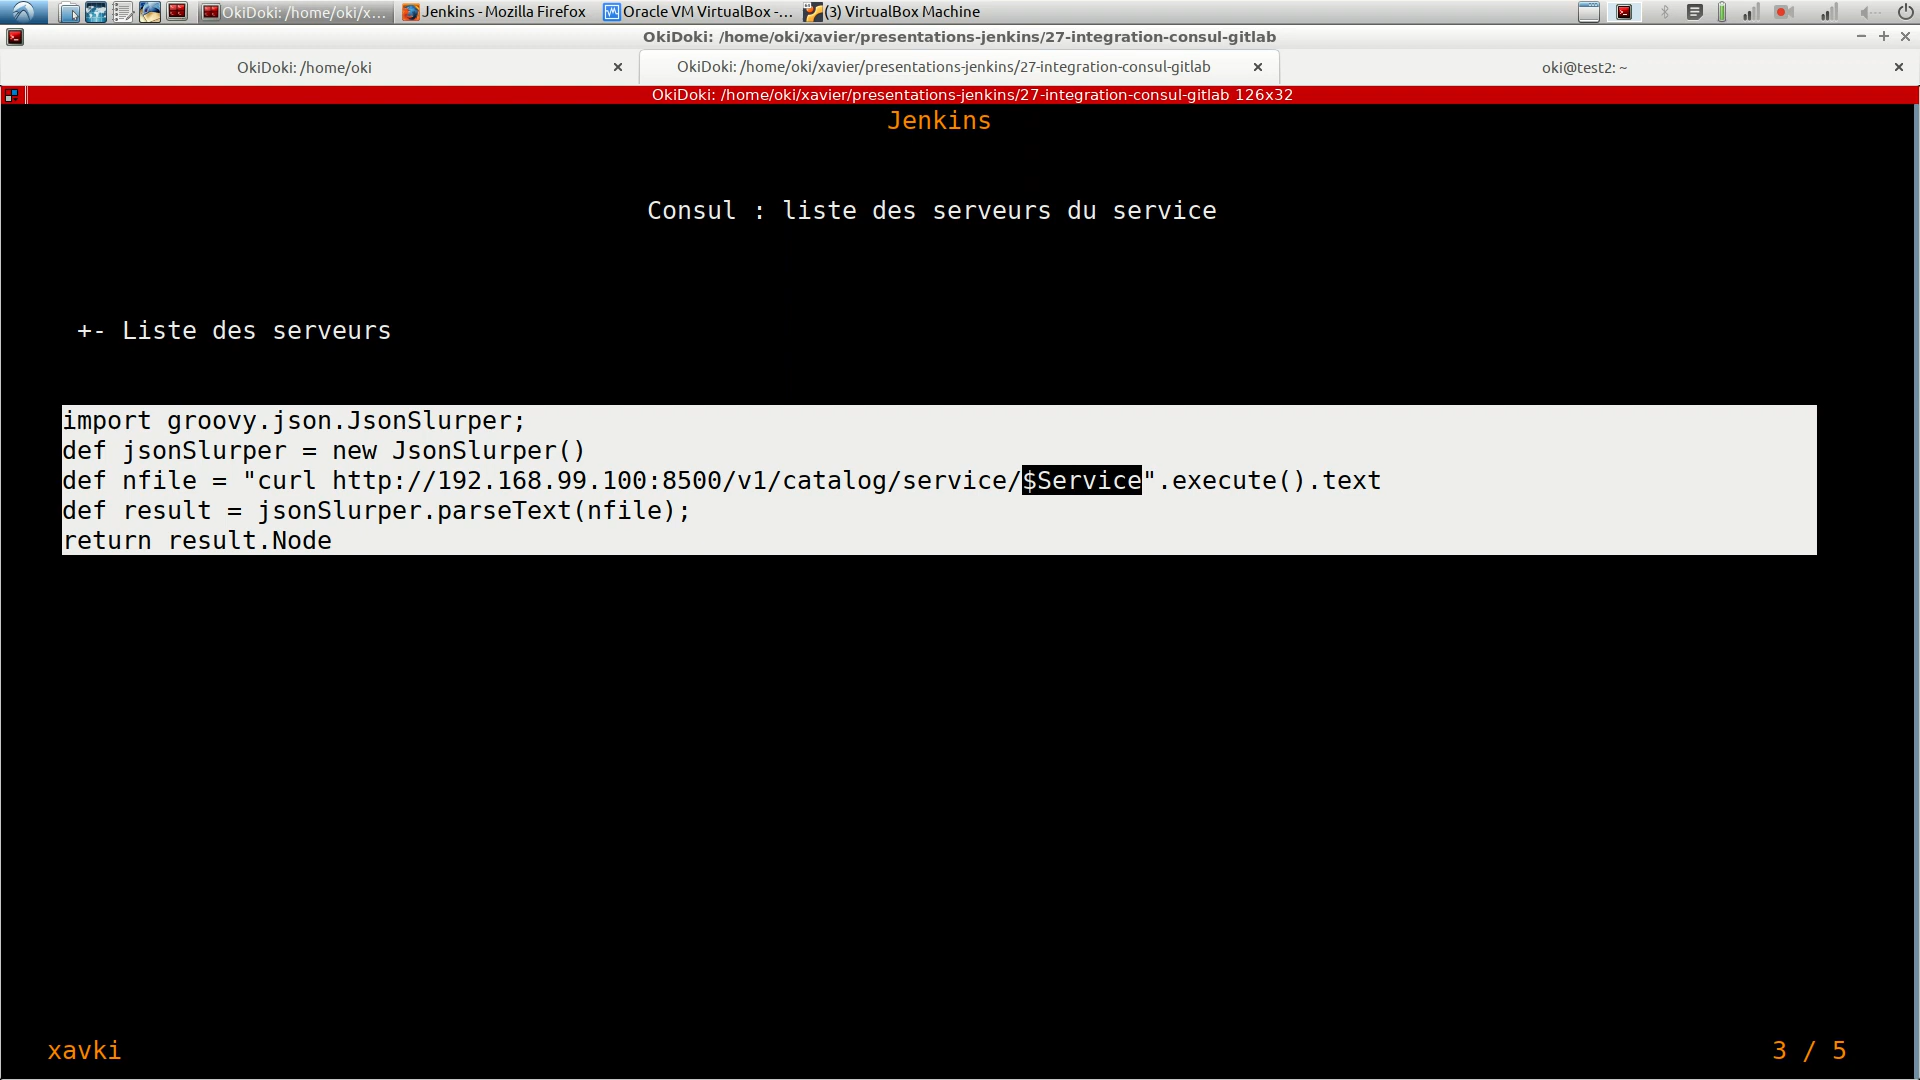 OkiDoki: /home/oki/x...
Jenkins - Mozilla Firefox
Oracle VM VirtualBox -...
(3) VirtualBox Machine
OkiDoki: /home/oki/xavier/presentations-jenkins/27-integration-consul-gitlab
OkiDoki: /home/oki
OkiDoki: /home/oki/xavier/presentations-jenkins/27-integration-consul-gitlab
oki@test2: ~
OkiDoki: /home/oki/xavier/presentations-jenkins/27-integration-consul-gitlab 126x32
Jenkins
Consul : liste des serveurs du service
+- Liste des serveurs
import groovy.json.JsonSlurper;
def jsonSlurper = new JsonSlurper()
def nfile = "curl http://192.168.99.100:8500/v1/catalog/service/$Service".execute().text
def result = jsonSlurper.parseText(nfile);
return result.Node
xavki
3 / 5